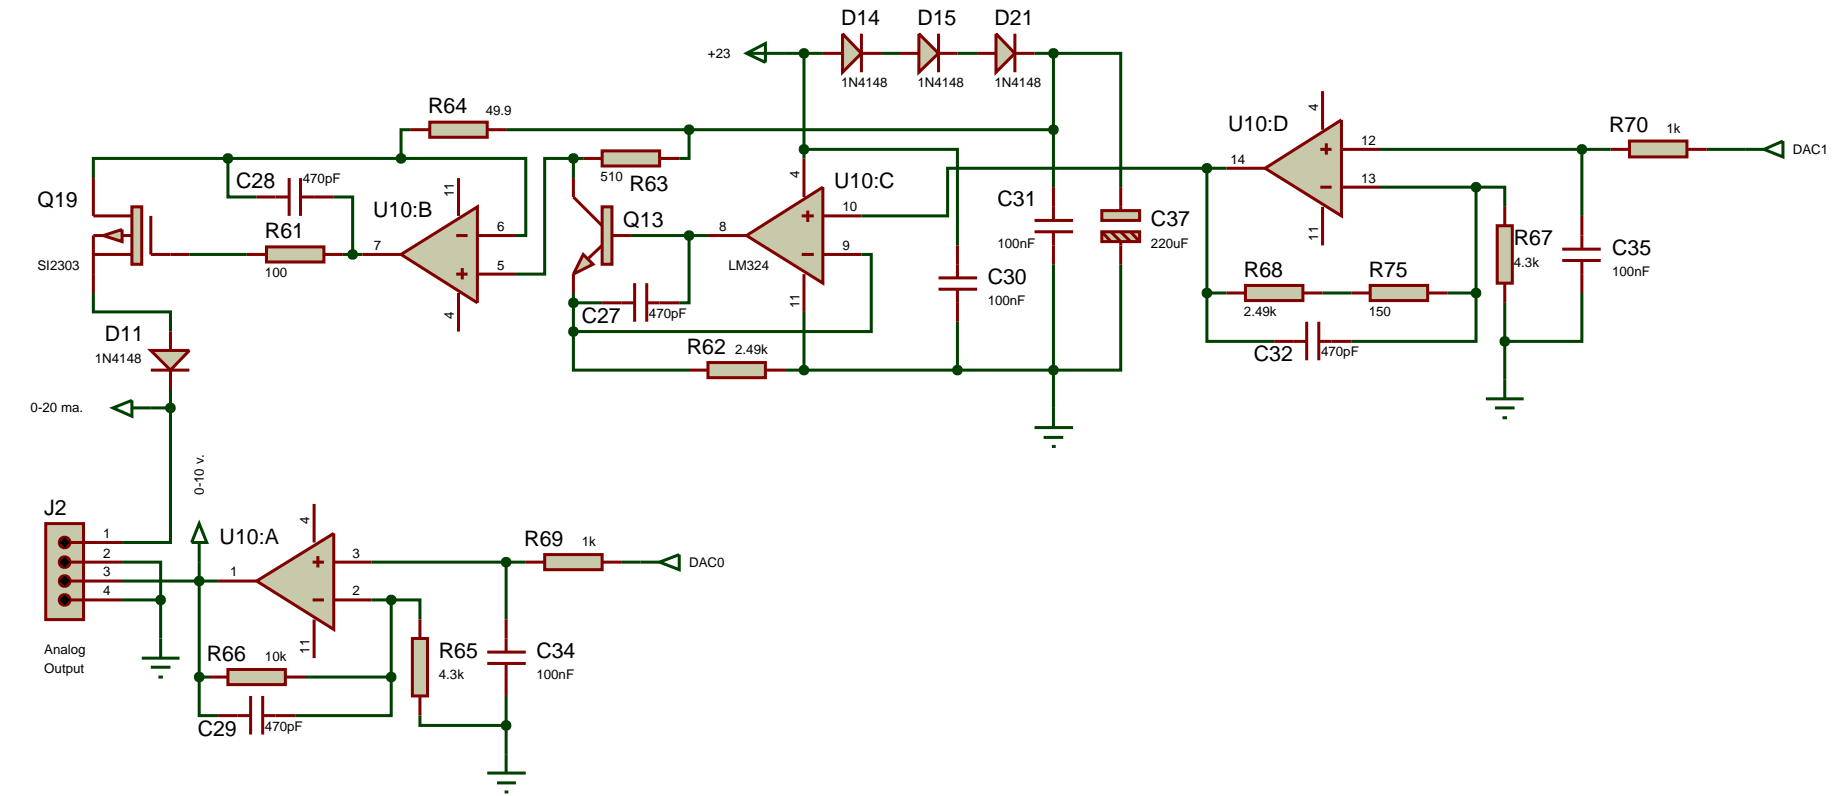 D14
D15
D21
+23
1N4148
1N4148
1N4148
R64
49.9
U10:D
4
12
R70
1k
DAC1
14
13
11
C28
470pF
11
510
R63
4
U10:C
10
Q19
U10:B
6
Q13
8
9
C31
100nF
C37
220uF
R67
4.3k
C35
100nF
R61
100
7
5
LM324
SI2303
4
C27
470pF
11
C30
100nF
R68
2.49k
R75
150
D11
1N4148
R62
2.49k
C32
470pF
0-20 ma.
0-10 v.
J2
1
2
3
4
U10:A
4
3
R69
1k
DAC0
1
2
11
Analog
Output
R66
10k
R65
4.3k
C34
100nF
C29
470pF